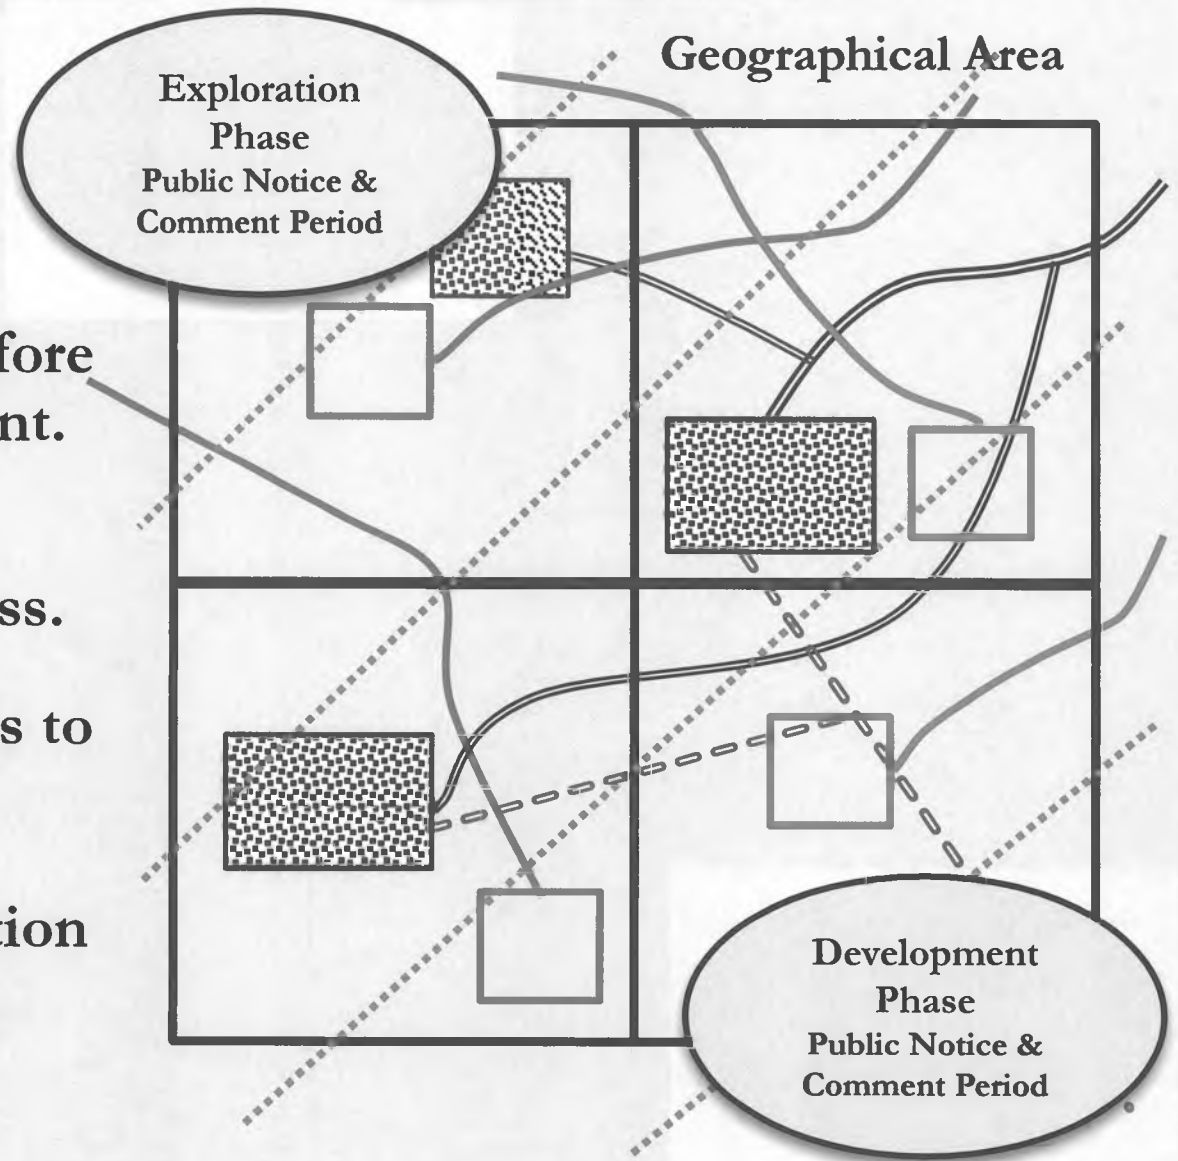 Geographical Area
Exploration
Phase
Public Notice &
Comment Period
fore
nt.
ss.
s to
tion
Development
Phase
Public Notice &
Comment Period